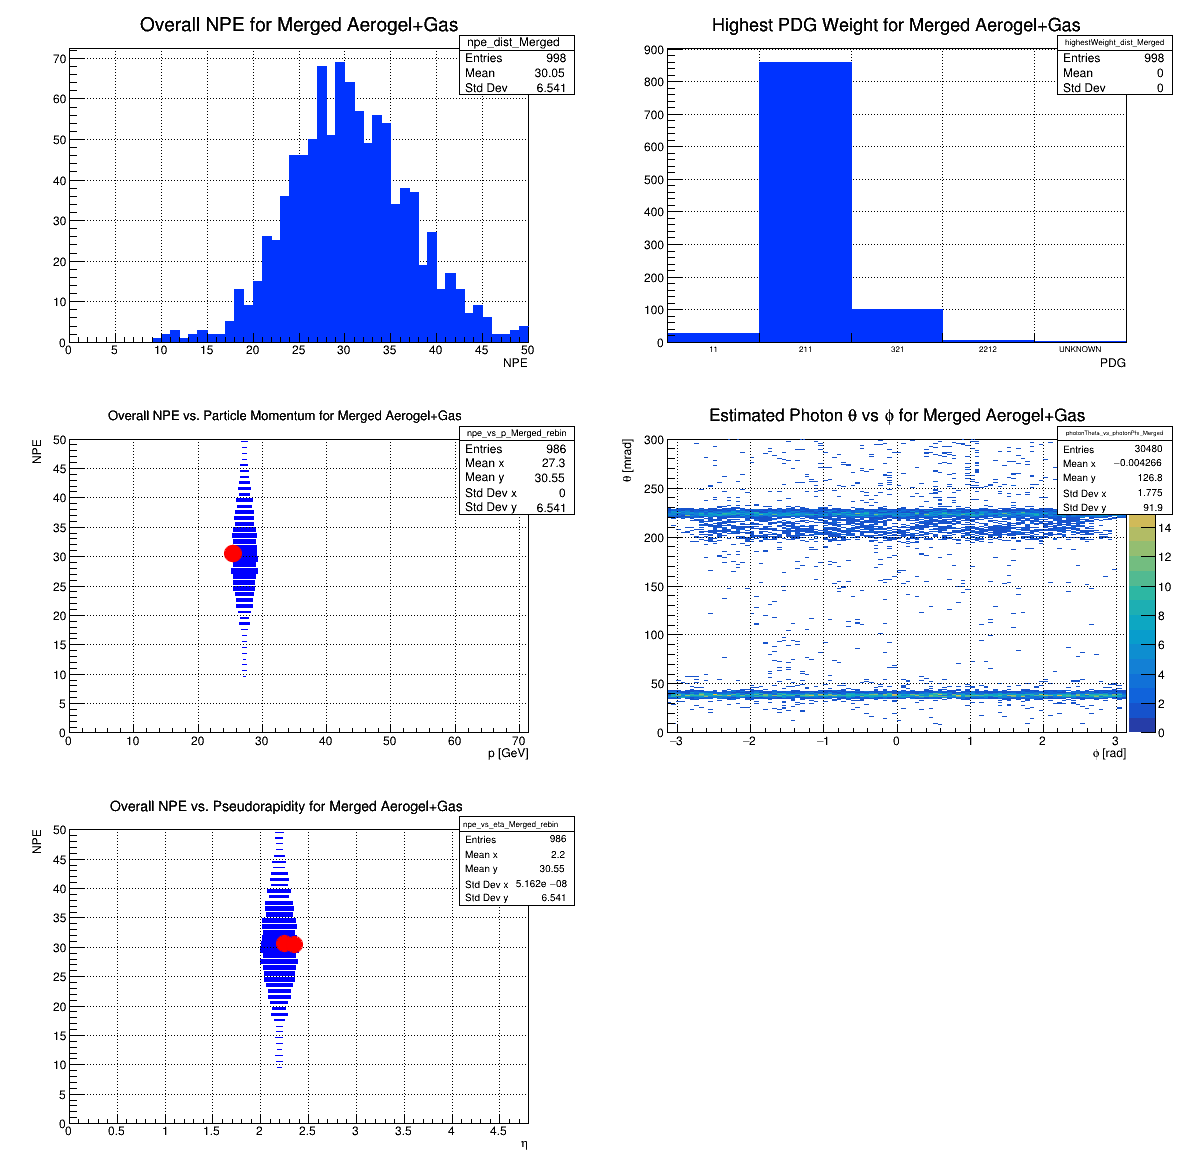 Overall NPE for Merged Aerogel+Gas
npe_dist_Merged
Entries 998
Mean 30.05
Std Dev 6.541
70
60
50
40
30
20
10
0
0 5 10 15 20 25 30 35 40 45 50
NPE
Highest PDG Weight for Merged Aerogel+Gas
highestWeight_dist_Merged
Entries 998
Mean 0
Std Dev 0
900
800
700
600
500
400
300
200
100
0
11 211 321 2212 UNKNOWN
PDG
Overall NPE vs. Particle Momentum for Merged Aerogel+Gas
npe_vs_p_Merged_rebin
Entries 986
Mean x 27.3
Mean y 30.55
Std Dev x 0
Std Dev y 6.541
NPE
50
45
40
35
30
25
20
15
10
5
0
0 10 20 30 40 50 60 70
p [GeV]
Estimated Photon θ vs ϕ for Merged Aerogel+Gas
photonTheta_vs_photonPhi_Merged
Entries 30480
Mean x −0.004266
Mean y 126.8
Std Dev x 1.775
Std Dev y 91.9
θ [mrad]
300
250
200
150
100
50
0
−3 −2 −1 0 1 2 3
ϕ [rad]
14
12
10
8
6
4
2
0
Overall NPE vs. Pseudorapidity for Merged Aerogel+Gas
npe_vs_eta_Merged_rebin
Entries 986
Mean x 2.2
Mean y 30.55
Std Dev x 5.162e −08
Std Dev y 6.541
NPE
50
45
40
35
30
25
20
15
10
5
0
0 0.5 1 1.5 2 2.5 3 3.5 4 4.5
η